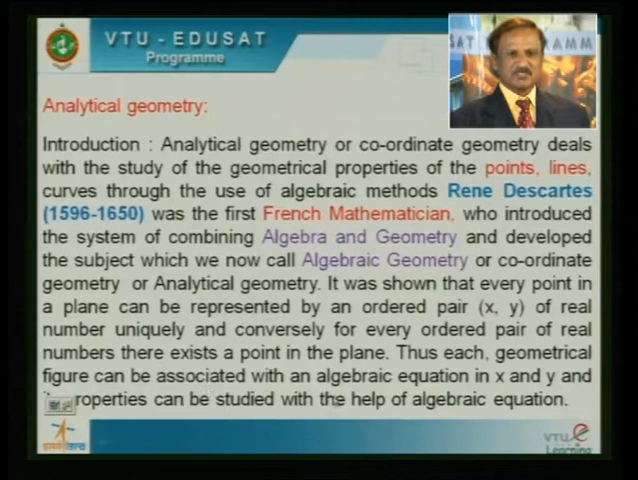 VTU - EDUSAT
Programme
SAT
RAMM
Analytical geometry:
Introduction : Analytical geometry or co-ordinate geometry deals
with the study of the geometrical properties of the points, lines,
curves through the use of algebraic methods Rene Descartes
(1596-1650) was the first French Mathematician, who introduced
the system of combining Algebra and Geometry and developed
the subject which we now call Algebraic Geometry or co-ordinate
geometry or Analytical geometry. It was shown that every point in
a plane can be represented by an ordered pair (x, y) of real
number uniquely and conversely for every ordered pair of real
numbers there exists a point in the plane. Thus each, geometrical
figure can be associated with an algebraic equation in x and y and
roperties can be studied with the help of algebraic equation.
VTU e
Learning